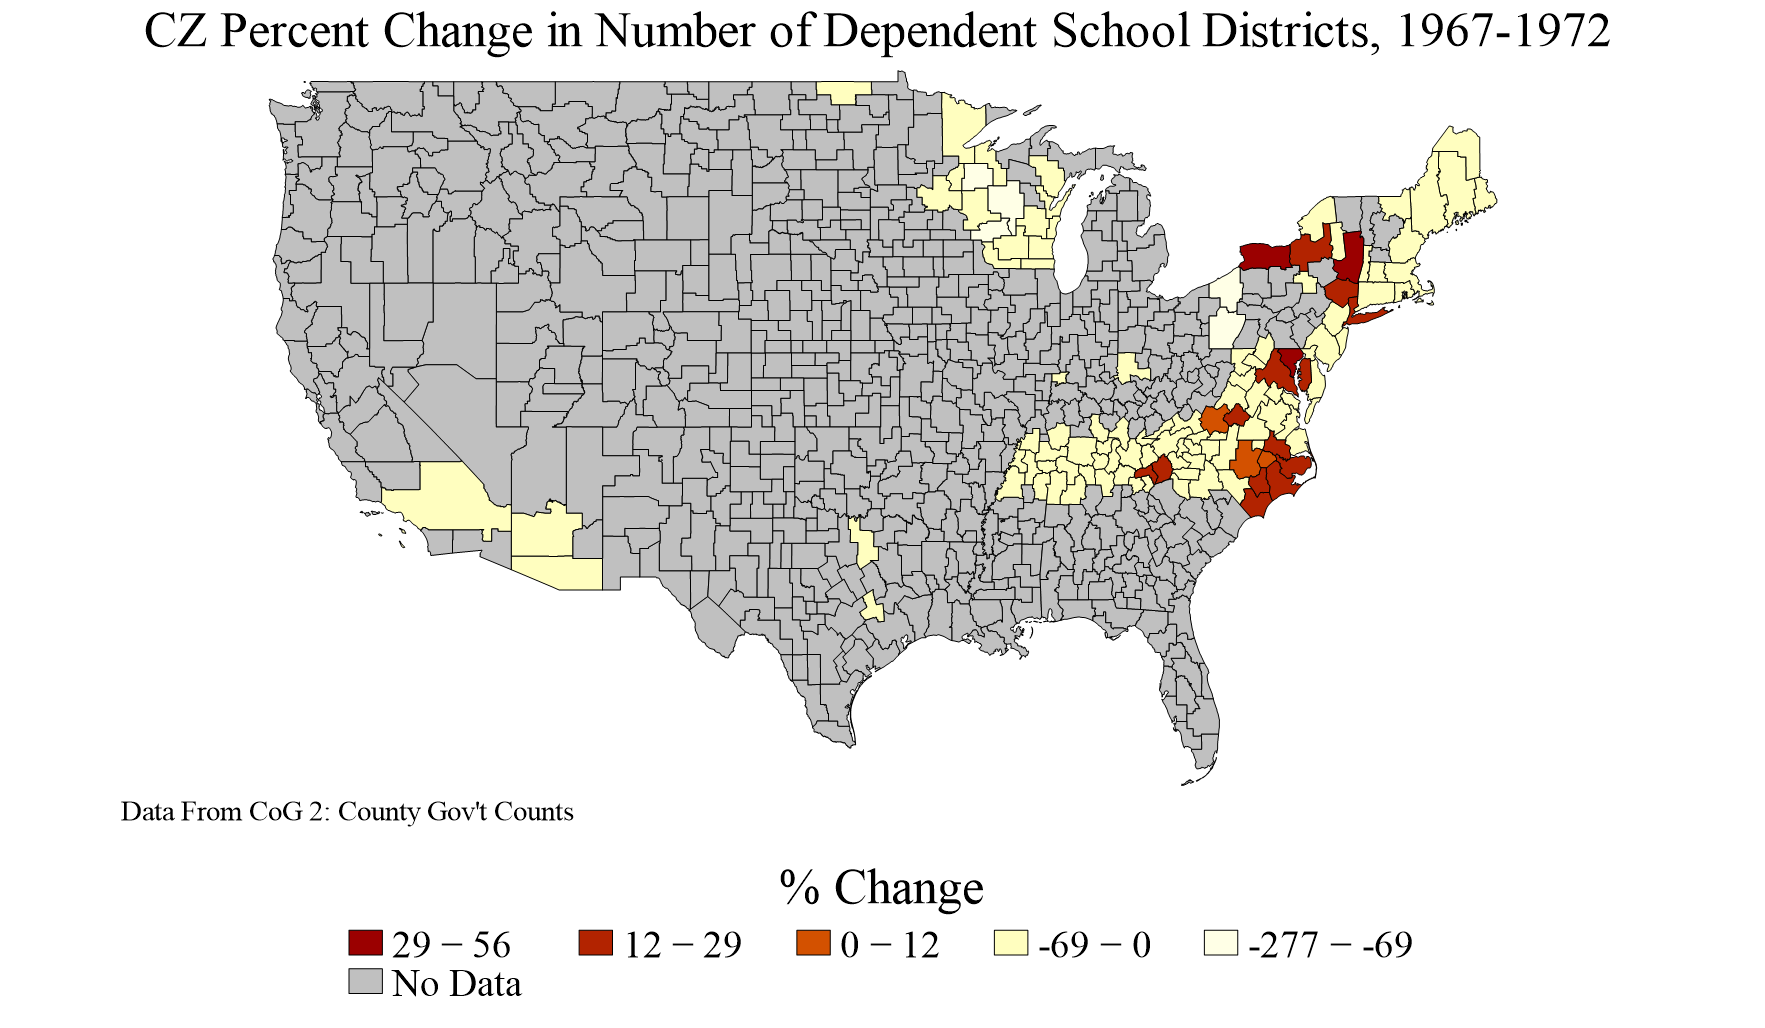 CZ Percent Change in Number of Dependent School Districts, 1967-1972
Data From CoG 2: County Gov't Counts
% Change
29 − 56 12 − 29 0 − 12 -69 − 0 -277 − -69
No Data